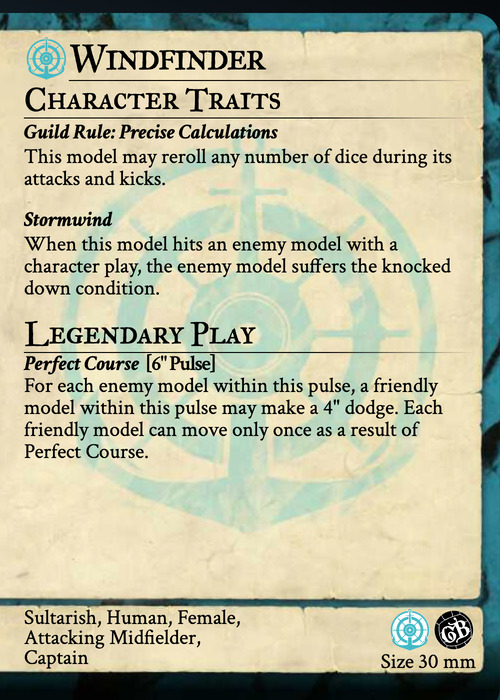 Windfinder
Character Traits
Guild Rule: Precise Calculations
This model may reroll any number of dice during its
attacks and kicks.
Stormwind
When this model hits an enemy model with a
character play, the enemy model suffers the knocked
down condition.
Legendary Play
Perfect Course [6" Pulse]
For each enemy model within this pulse, a friendly
model within this pulse may make a 4" dodge. Each
friendly model can move only once as a result of
Perfect Course.
Sultarish, Human, Female,
Attacking Midfielder,
Captain
GB
Size 30 mm